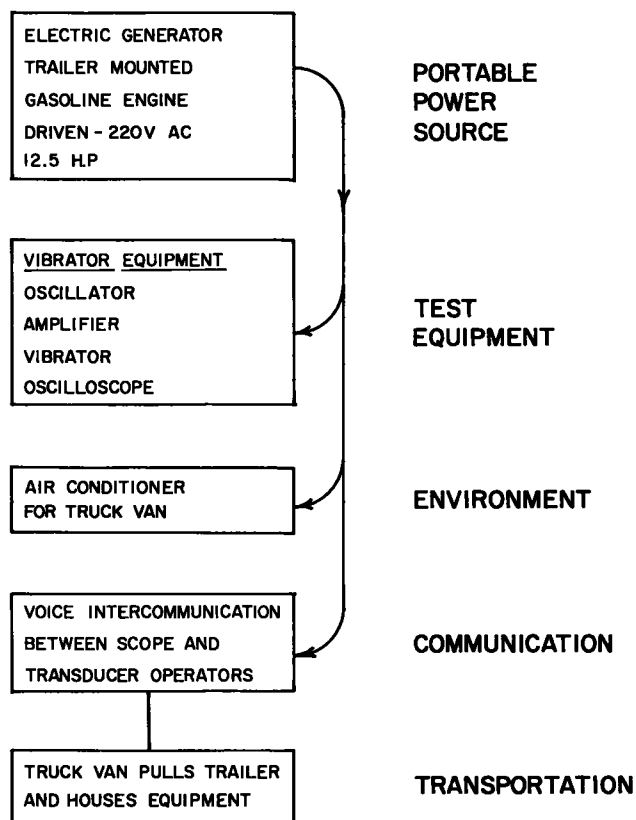 ELECTRIC GENERATOR
TRAILER MOUNTED
GASOLINE ENGINE
DRIVEN - 220V AC
12.5 H.P
PORTABLE
POWER
SOURCE
VIBRATOR EQUIPMENT
OSCILLATOR
AMPLIFIER
VIBRATOR
OSCILLOSCOPE
TEST
EQUIPMENT
AIR CONDITIONER
FOR TRUCK VAN
ENVIRONMENT
VOICE INTERCOMMUNICATION
BETWEEN SCOPE AND
TRANSDUCER OPERATORS
COMMUNICATION
TRUCK VAN PULLS TRAILER
AND HOUSES EQUIPMENT
TRANSPORTATION